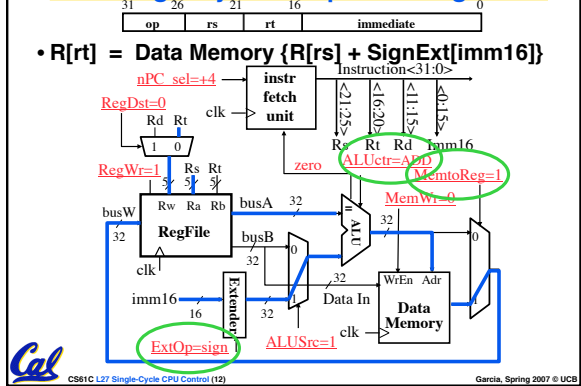 31 26 21 16 0
op rs rt immediate
• R[rt] = Data Memory {R[rs] + SignExt[imm16]}
nPC_sel=+4
instr fetch unit
Instruction<31:0>
<21:25> <16:20> <11:15> <0:15>
Rs Rt Rd Imm16
clk
RegDst=0
Rd Rt
1 0
zero
ALUctr=ADD
MemtoReg=1
RegWr=1
Rs Rt
5 5 5
MemWr=0
busW
32
Rw Ra Rb
RegFile
busA
32
busB
32
clk
=
ALU
32
0
1
0
1
imm16
16
Extender
32
32
Data In
WrEn Adr
Data Memory
clk
ExtOp=sign
ALUSrc=1
Cal
CS61C L27 Single-Cycle CPU Control (12)
Garcia, Spring 2007 © UCB